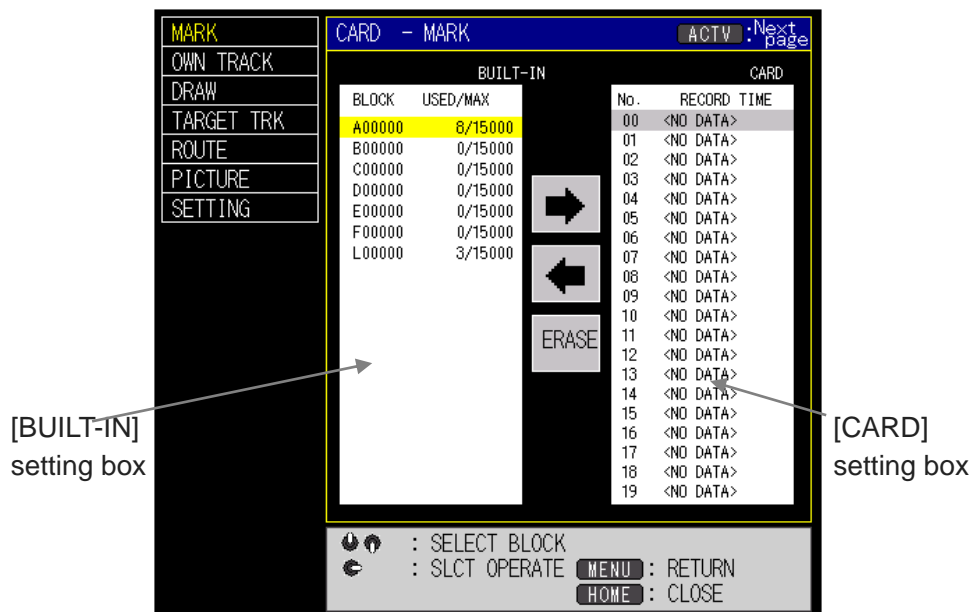 MARK
OWN TRACK
DRAW
TARGET TRK
ROUTE
PICTURE
SETTING
CARD - MARK
ACTV :Next page
BUILT-IN
BLOCK USED/MAX
A00000 8/15000
B00000 0/15000
C00000 0/15000
D00000 0/15000
E00000 0/15000
F00000 0/15000
L00000 3/15000
ERASE
CARD
No. RECORD TIME
00 <NO DATA>
01 <NO DATA>
02 <NO DATA>
03 <NO DATA>
04 <NO DATA>
05 <NO DATA>
06 <NO DATA>
07 <NO DATA>
08 <NO DATA>
09 <NO DATA>
10 <NO DATA>
11 <NO DATA>
12 <NO DATA>
13 <NO DATA>
14 <NO DATA>
15 <NO DATA>
16 <NO DATA>
17 <NO DATA>
18 <NO DATA>
19 <NO DATA>
[BUILT-IN]
setting box
[CARD]
setting box
: SELECT BLOCK
: SLCT OPERATE MENU : RETURN
HOME : CLOSE